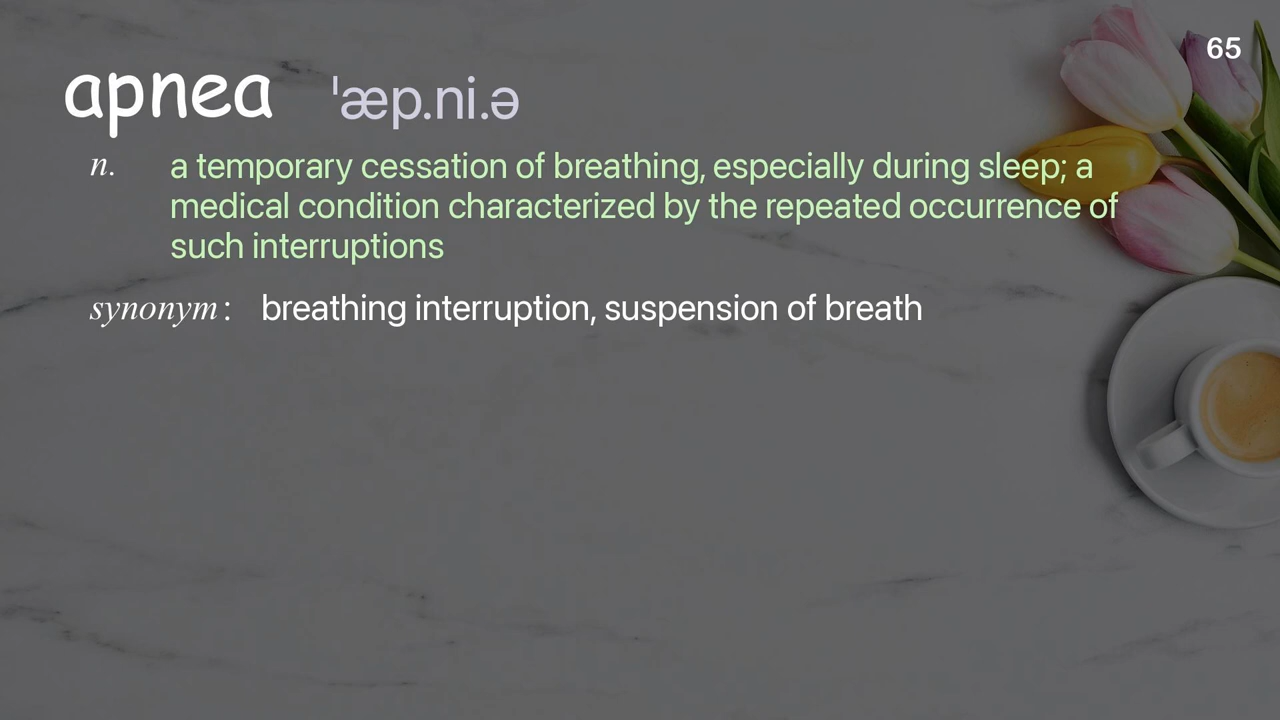 65
apnea ˈæp.ni.ə
n. a temporary cessation of breathing, especially during sleep; a
medical condition characterized by the repeated occurrence of
such interruptions
synonym: breathing interruption, suspension of breath